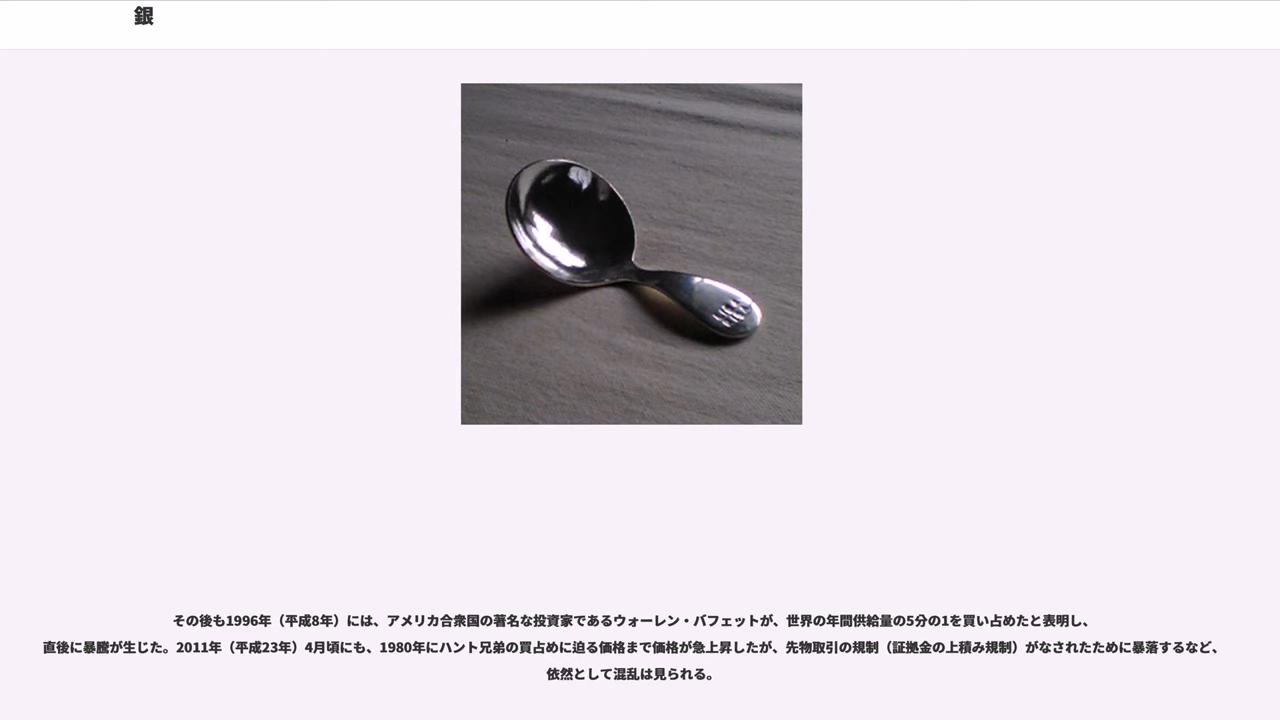 銀
その後も1996年（平成8年）には、アメリカ合衆国の著名な投資家であるウォーレン・バフェットが、世界の年間供給量の5分の1を買い占めたと表明し、
直後に暴騰が生じた。2011年（平成23年）4月頃にも、1980年にハント兄弟の買占めに迫る価格まで価格が急上昇したが、先物取引の規制（証拠金の上積み規制）がなされたために暴落するなど、
依然として混乱は見られる。